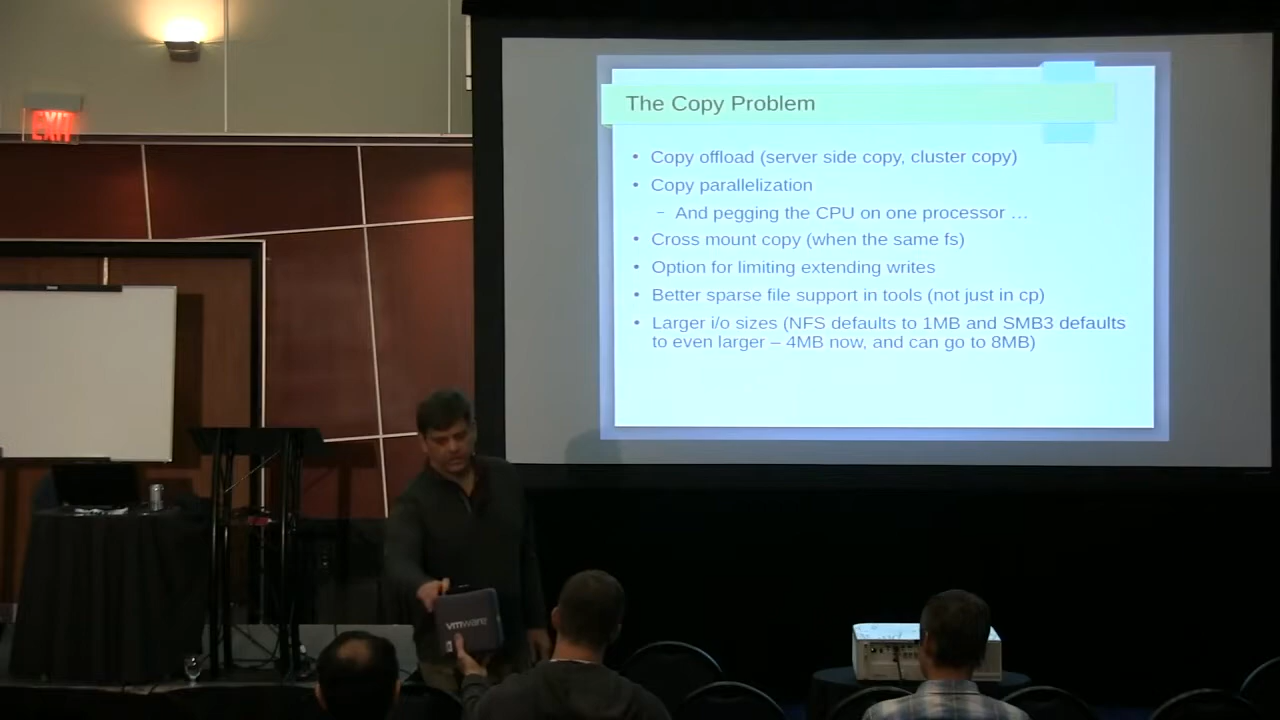 EXIT
The Copy Problem
• Copy offload (server side copy, cluster copy)
• Copy parallelization
– And pegging the CPU on one processor …
• Cross mount copy (when the same fs)
• Option for limiting extending writes
• Better sparse file support in tools (not just in cp)
• Larger i/o sizes (NFS defaults to 1MB and SMB3 defaults
to even larger – 4MB now, and can go to 8MB)
vmware